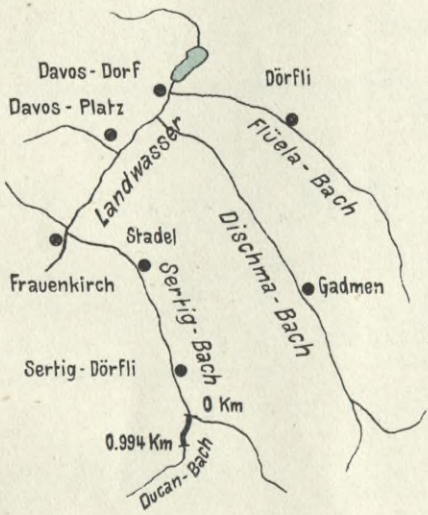 Davos-Dorf
Dörfli
Davos-Platz
Flüela-Bach
Landwasser
Stadel
Dischma-Bach
Frauenkirch
Sertig-Bach
Gadmen
Sertig-Dörfli
0 Km
0.994 Km
Ducan-Bach